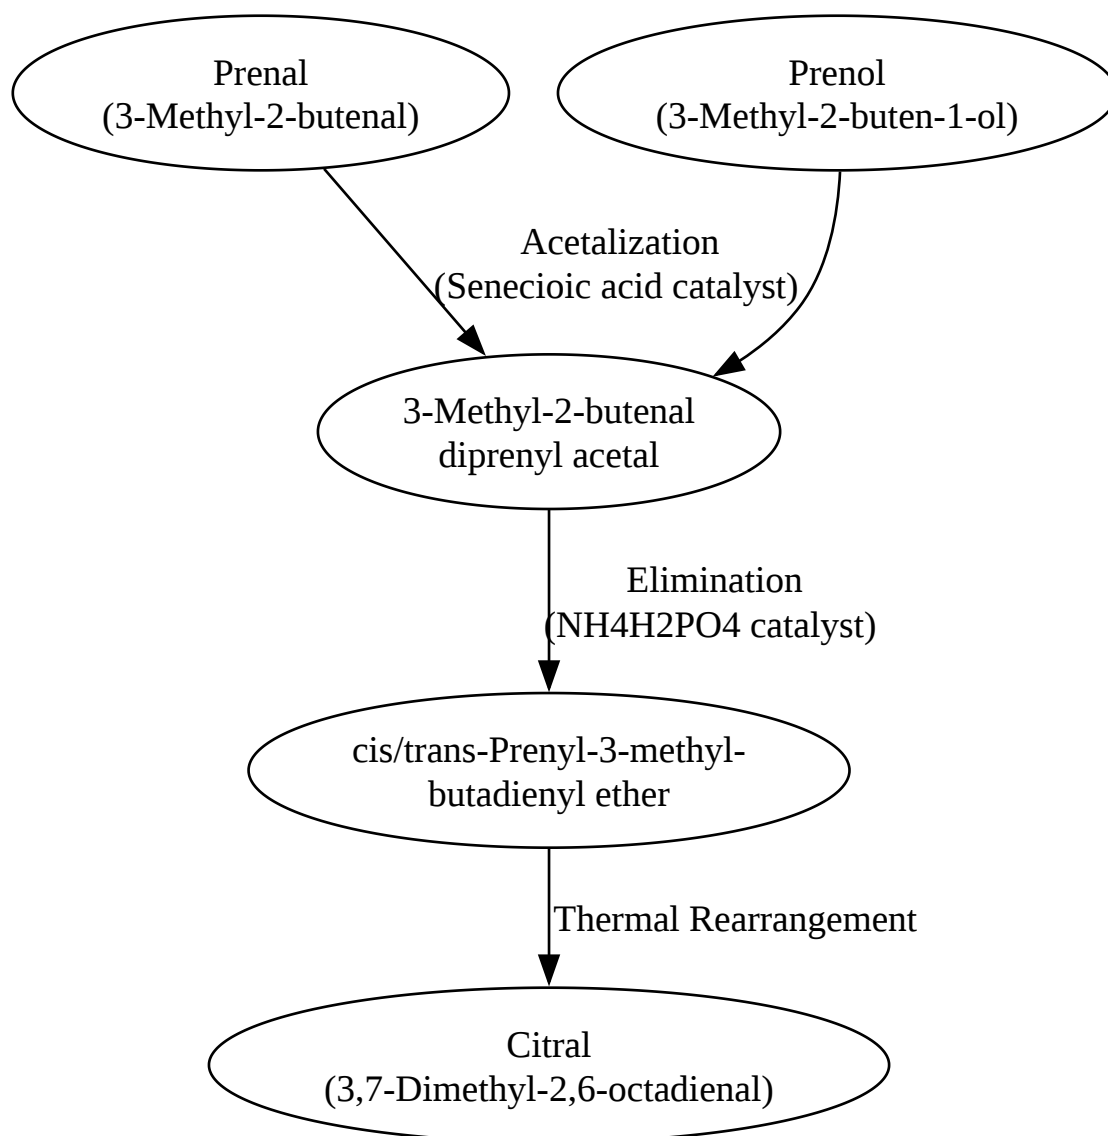 Prenal
(3-Methyl-2-butenal)
Prenol
(3-Methyl-2-buten-1-ol)
Acetalization
(Senecioic acid catalyst)
3-Methyl-2-butenal
diprenyl acetal
Elimination
(NH4H2PO4 catalyst)
cis/trans-Prenyl-3-methyl-
butadienyl ether
Thermal Rearrangement
Citral
(3,7-Dimethyl-2,6-octadienal)